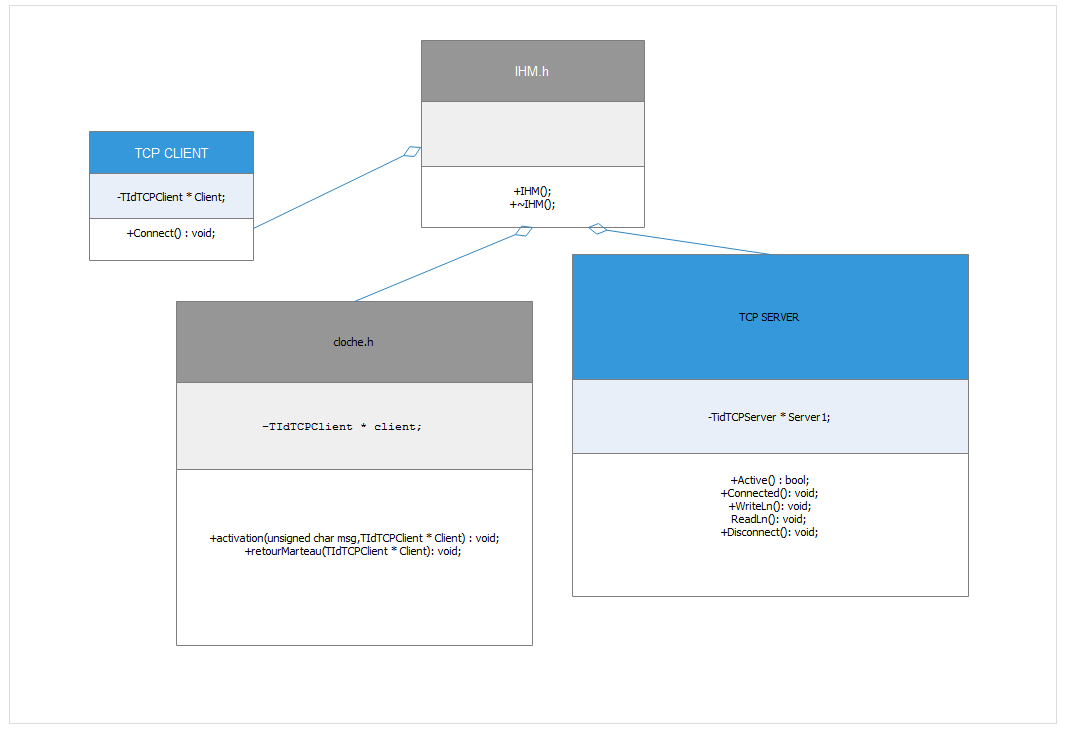 IHM.h
+IHM();
+~IHM();
TCP CLIENT
-TIdTCPClient * Client;
+Connect() : void;
cloche.h
-TIdTCPClient * client;
+activation(unsigned char msg,TIdTCPClient * Client) : void;
+retourMarteau(TIdTCPClient * Client): void;
TCP SERVER
-TidTCPServer * Server1;
+Active() : bool;
+Connected(): void;
+WriteLn(): void;
ReadLn(): void;
+Disconnect(): void;